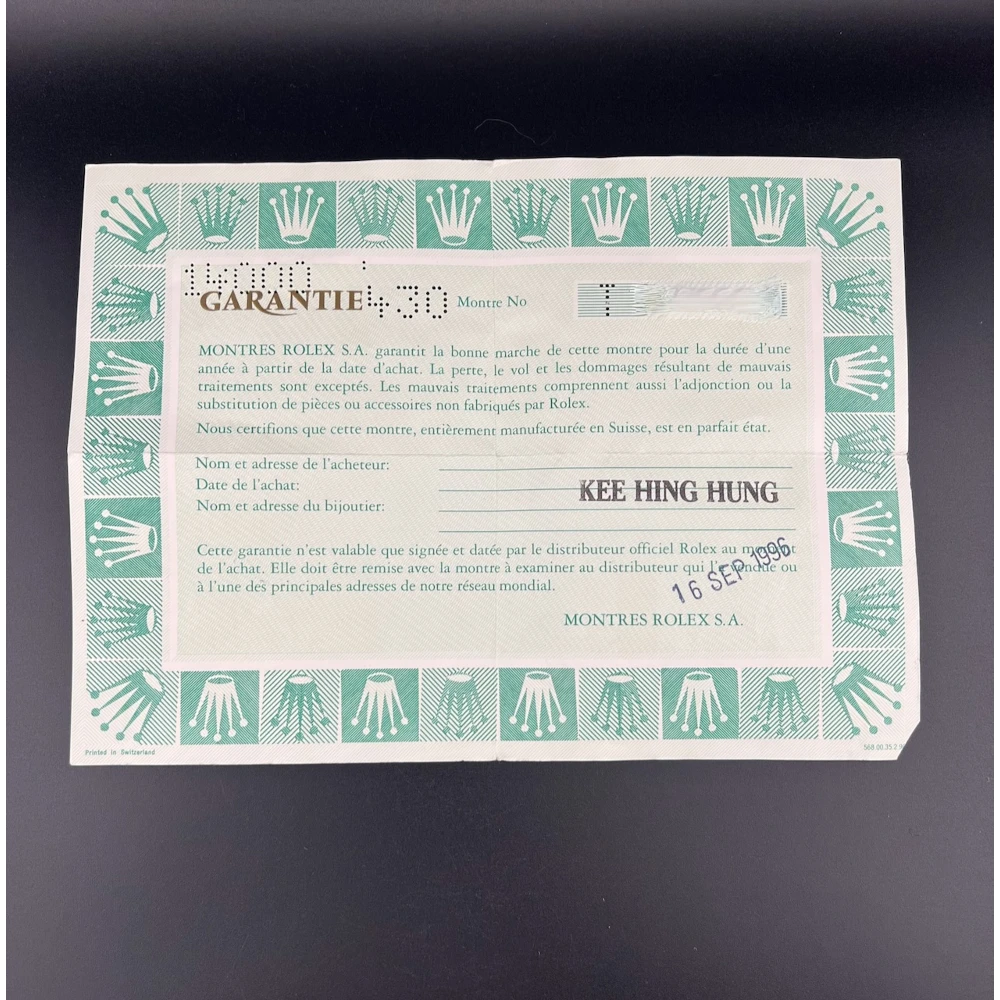 14000
GARANTIE 430 Montre No T
MONTRES ROLEX S.A. garantit la bonne marche de cette montre pour la durée d'une
année à partir de la date d'achat. La perte, le vol et les dommages résultant de mauvais
traitements sont exceptés. Les mauvais traitements comprennent aussi l'adjonction ou la
substitution de pièces ou accessoires non fabriqués par Rolex.
Nous certifions que cette montre, entièrement manufacturée en Suisse, est en parfait état.
Nom et adresse de l'acheteur:
Date de l'achat:
KEE HING HUNG
Nom et adresse du bijoutier:
Cette garantie n'est valable que signée et datée par le distributeur officiel Rolex au moment
de l'achat. Elle doit être remise avec la montre à examiner au distributeur qui l'a vendue ou
à l'une des principales adresses de notre réseau mondial.
16 SEP 1996
MONTRES ROLEX S.A.
Printed in Switzerland
568.00.35.2.9